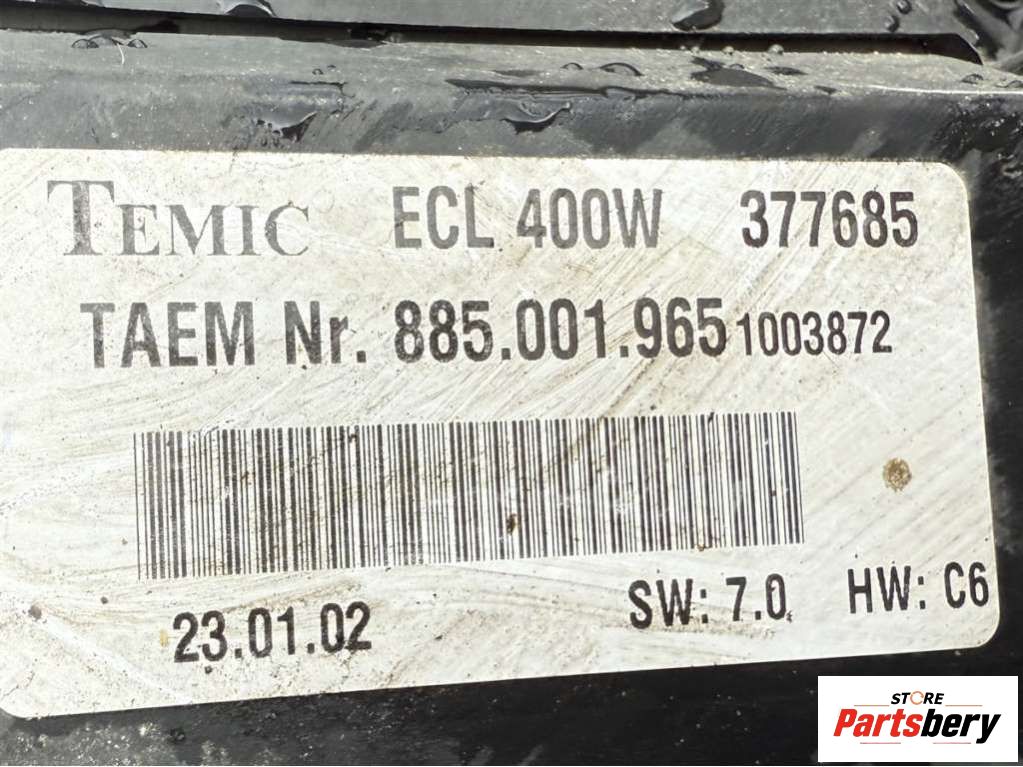 TEMIC ECL 400W 377685
TAEM Nr. 885.001.965 1003872
23.01.02 SW: 7.0 HW: C6
STORE
Partsbery